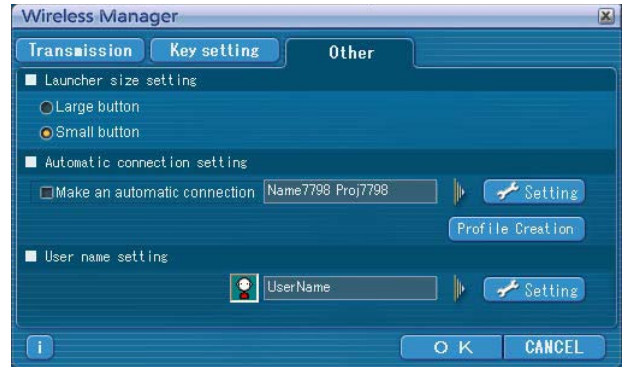 Wireless Manager
Transmission Key setting Other
Launcher size setting
Large button
Small button
Automatic connection setting
Make an automatic connection Name7798 Proj7798 Setting
Profile Creation
User name setting
UserName Setting
i OK CANCEL